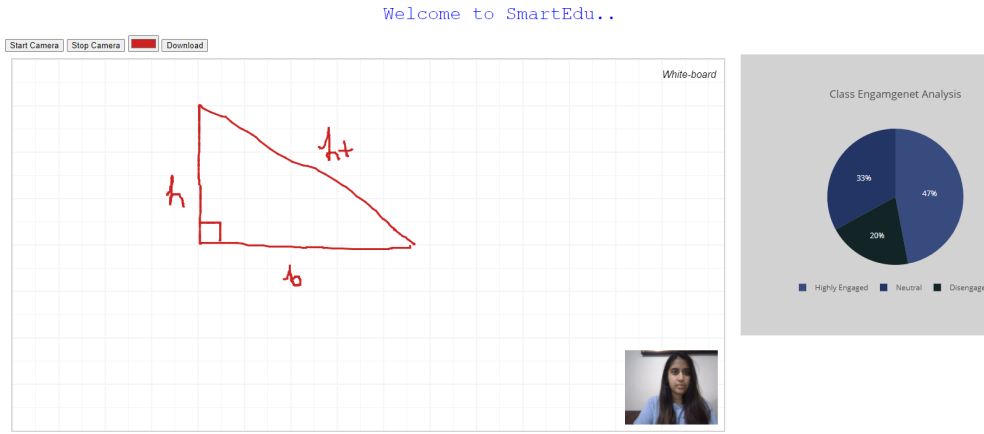 Welcome to SmartEdu..
Start Camera Stop Camera Download
White-board
h
ht
b
Class Engamgenet Analysis
33%
47%
20%
Highly Engaged Neutral Disengage